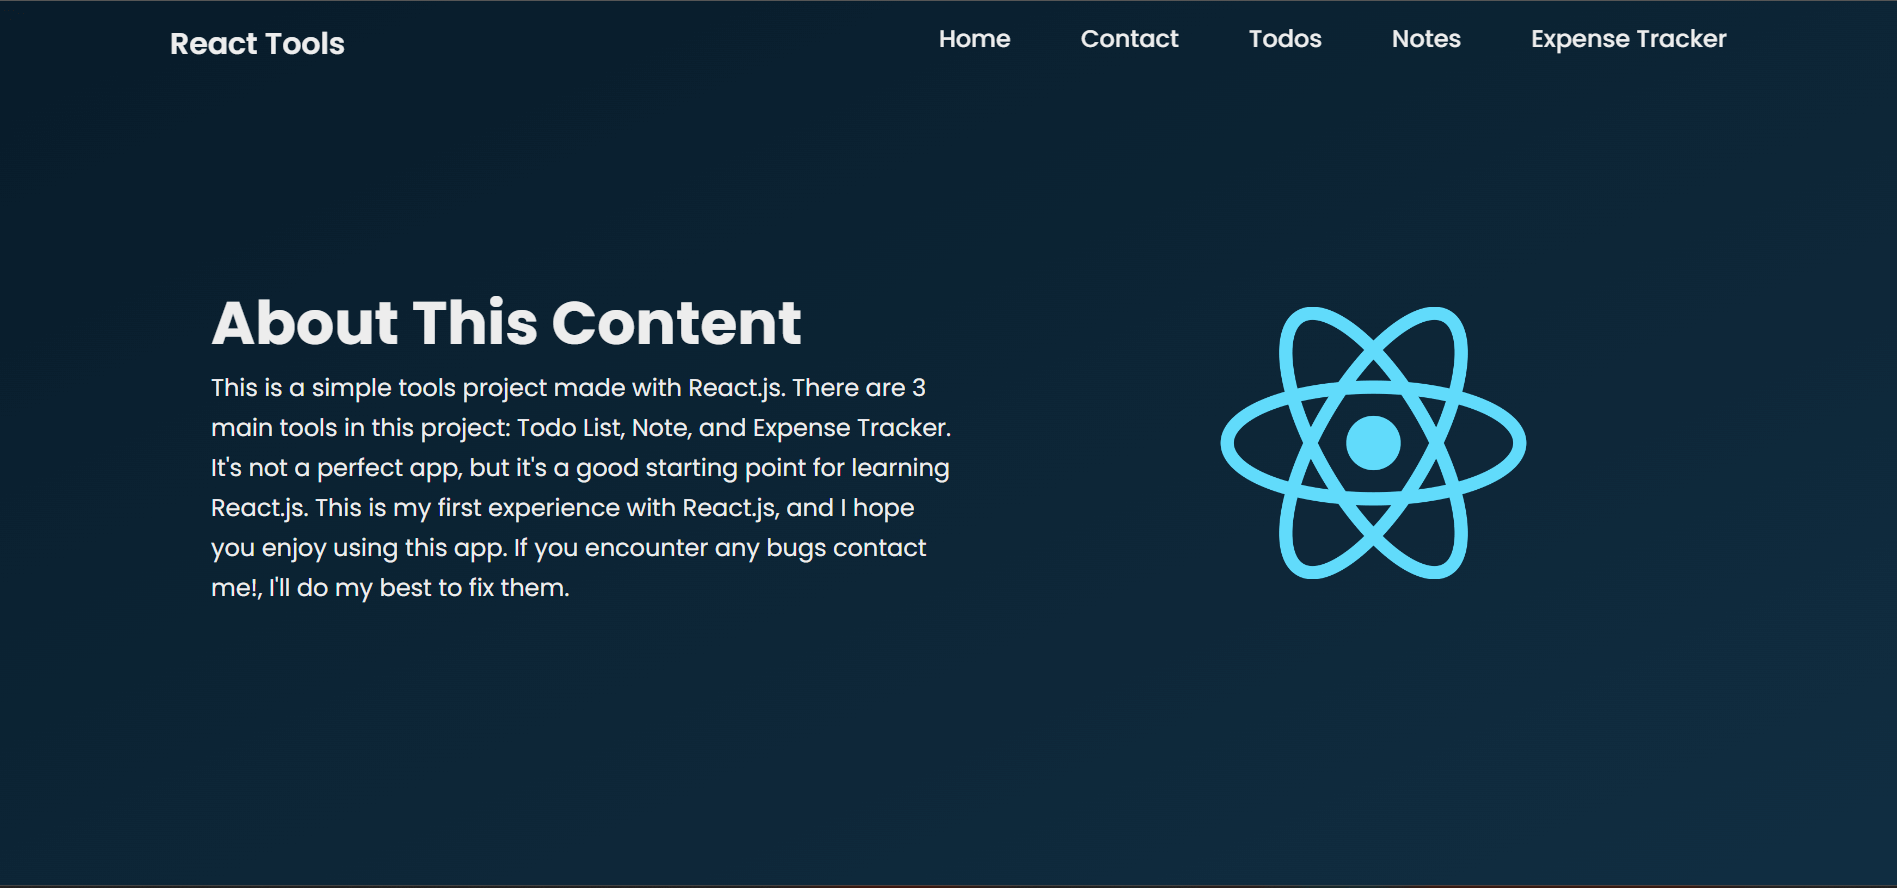 React Tools
Home Contact Todos Notes Expense Tracker
About This Content
This is a simple tools project made with React.js. There are 3
main tools in this project: Todo List, Note, and Expense Tracker.
It's not a perfect app, but it's a good starting point for learning
React.js. This is my first experience with React.js, and I hope
you enjoy using this app. If you encounter any bugs contact
me!, I'll do my best to fix them.